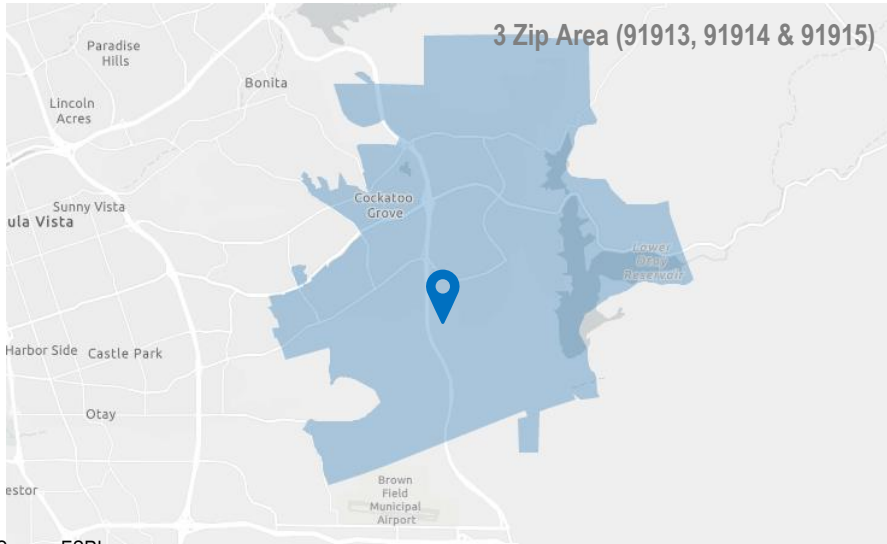 3 Zip Area (91913, 91914 & 91915)
Paradise
Hills
Bonita
Lincoln
Acres
Sunny Vista
ula Vista
Cockatoo
Grove
Lower
Otay
Reservoir
Harbor Side
Castle Park
Otay
estor
Brown
Field
Municipal
Airport
ESRI